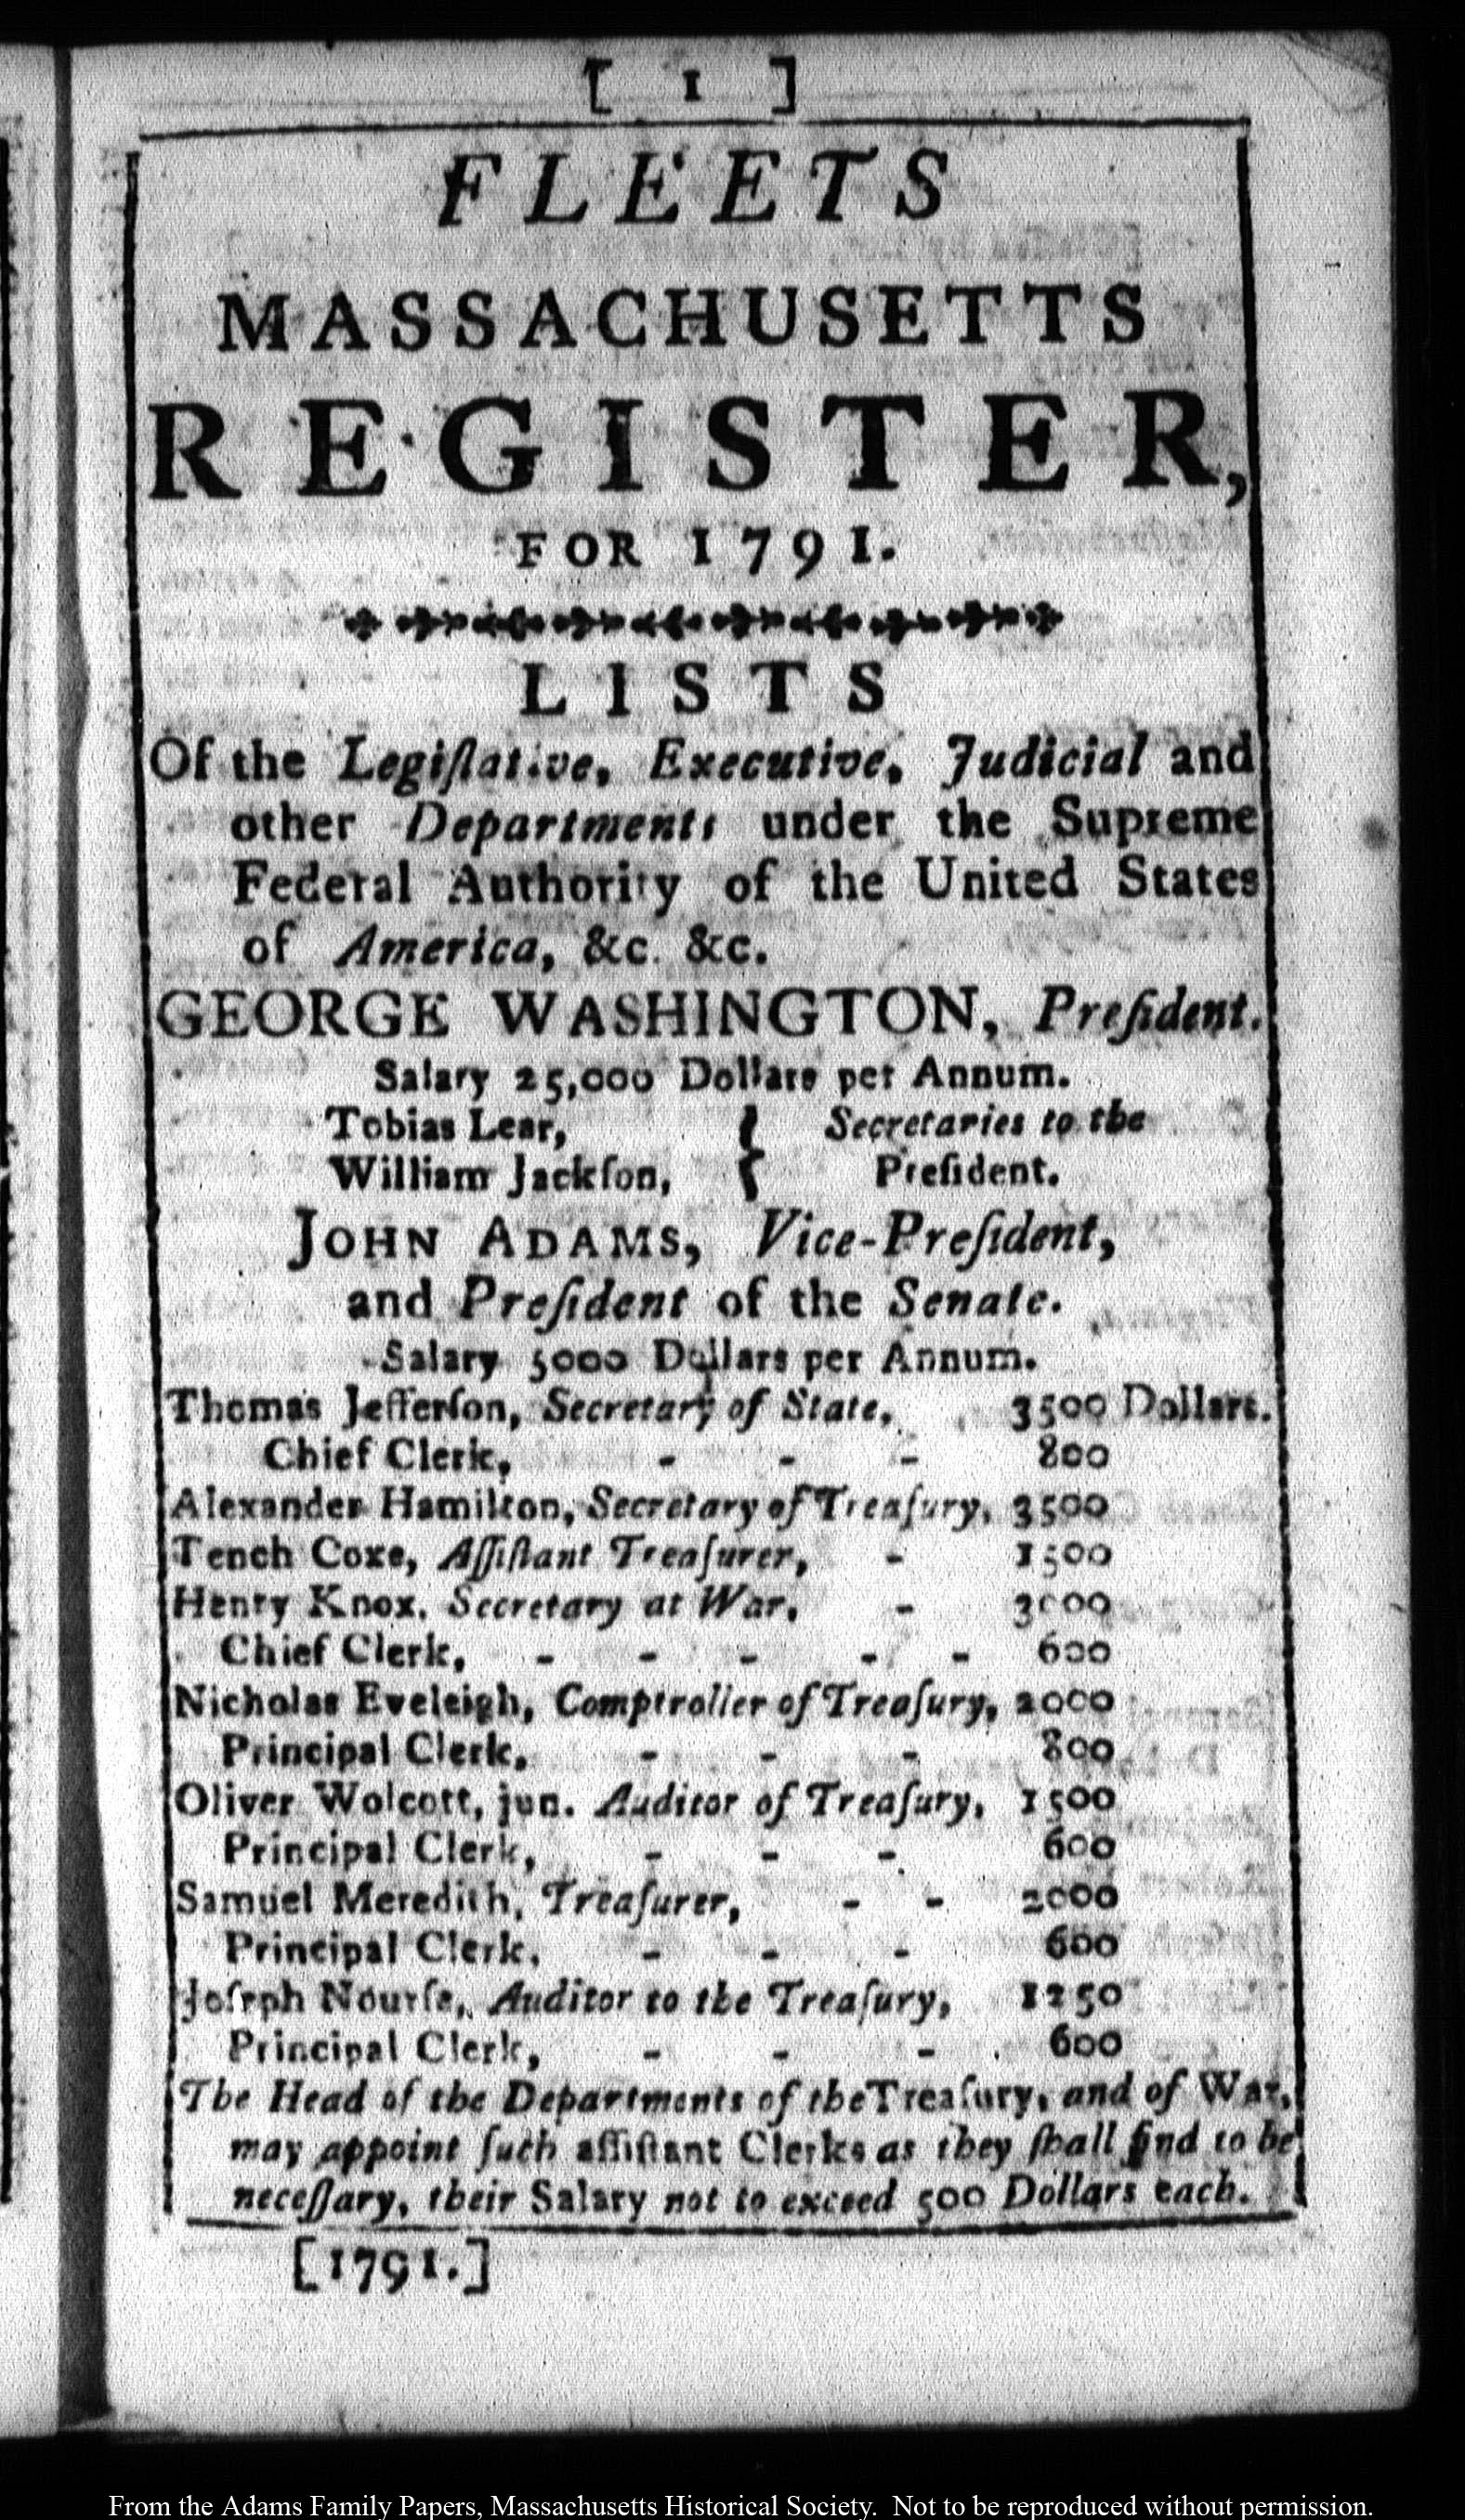 [ 1 ]
FLEETS
MASSACHUSETTS
REGISTER,
FOR 1791.
LISTS
Of the Legiſlative, Executive, Judicial and
other Departments under the Supreme
Federal Authority of the United States
of America, &c. &c.
GEORGE WASHINGTON, Preſident.
Salary 25,000 Dollars per Annum.
Tobias Lear, } Secretaries to the
William Jackſon, Preſident.
JOHN ADAMS, Vice-Preſident,
and Preſident of the Senate.
Salary 5000 Dollars per Annum.
Thomas Jefferſon, Secretary of State, 3500 Dollars.
Chief Clerk, - - - 800
Alexander Hamilton, Secretary of Treaſury, 3500
Tench Coxe, Aſſiſtant Treaſurer, - 1500
Henry Knox, Secretary at War, - 3000
Chief Clerk, - - - - - 600
Nicholas Eveleigh, Comptroller of Treaſury, 2000
Principal Clerk, - - - 800
Oliver Wolcott, jun. Auditor of Treaſury, 1500
Principal Clerk, - - - 600
Samuel Meredith, Treaſurer, - - 2000
Principal Clerk, - - - 600
Joſeph Nourſe, Auditor to the Treaſury, 1250
Principal Clerk, - - - 600
The Head of the Departments of the Treaſury, and of War,
may appoint ſuch aſſiſtant Clerks as they ſhall find to be
neceſſary, their Salary not to exceed 500 Dollars each.
[1791.]
From the Adams Family Papers, Massachusetts Historical Society. Not to be reproduced without permission.